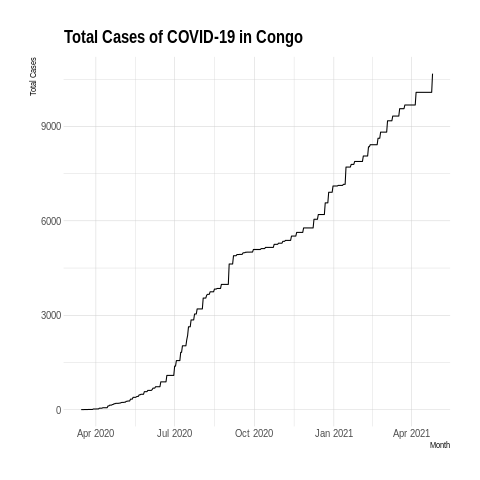 Total Cases of COVID-19 in Congo
Total Cases
9000
6000
3000
0
Apr 2020 Jul 2020 Oct 2020 Jan 2021 Apr 2021
Month